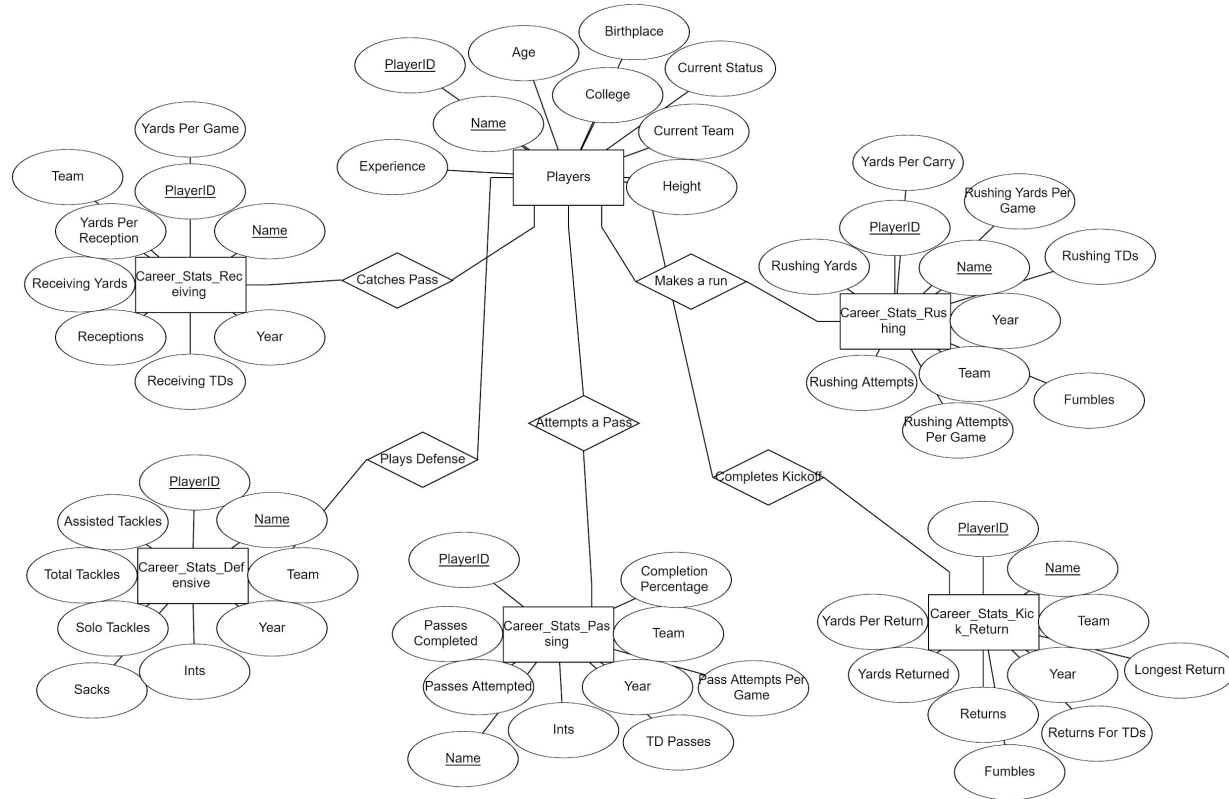 Birthplace
Age
PlayerID
Current Status
College
Name
Current Team
Experience
Players
Height
Yards Per Game
Team
PlayerID
Yards Per
Reception
Name
Career_Stats_Rec
eiving
Receiving Yards
Receptions
Year
Receiving TDs
Catches Pass
Makes a run
Yards Per Carry
Rushing Yards Per
Game
PlayerID
Rushing Yards
Name
Rushing TDs
Career_Stats_Rus
hing
Year
Rushing Attempts
Team
Fumbles
Rushing Attempts
Per Game
Attempts a Pass
Plays Defense
Completes Kickoff
PlayerID
Assisted Tackles
Name
Total Tackles
Career_Stats_Def
ensive
Team
Solo Tackles
Year
Ints
Sacks
PlayerID
Completion
Percentage
Passes
Completed
Career_Stats_Pas
sing
Team
Passes Attempted
Year
Pass Attempts Per
Game
Ints
TD Passes
Name
PlayerID
Name
Yards Per Return
Career_Stats_Kic
k_Return
Team
Yards Returned
Year
Longest Return
Returns
Returns For TDs
Fumbles